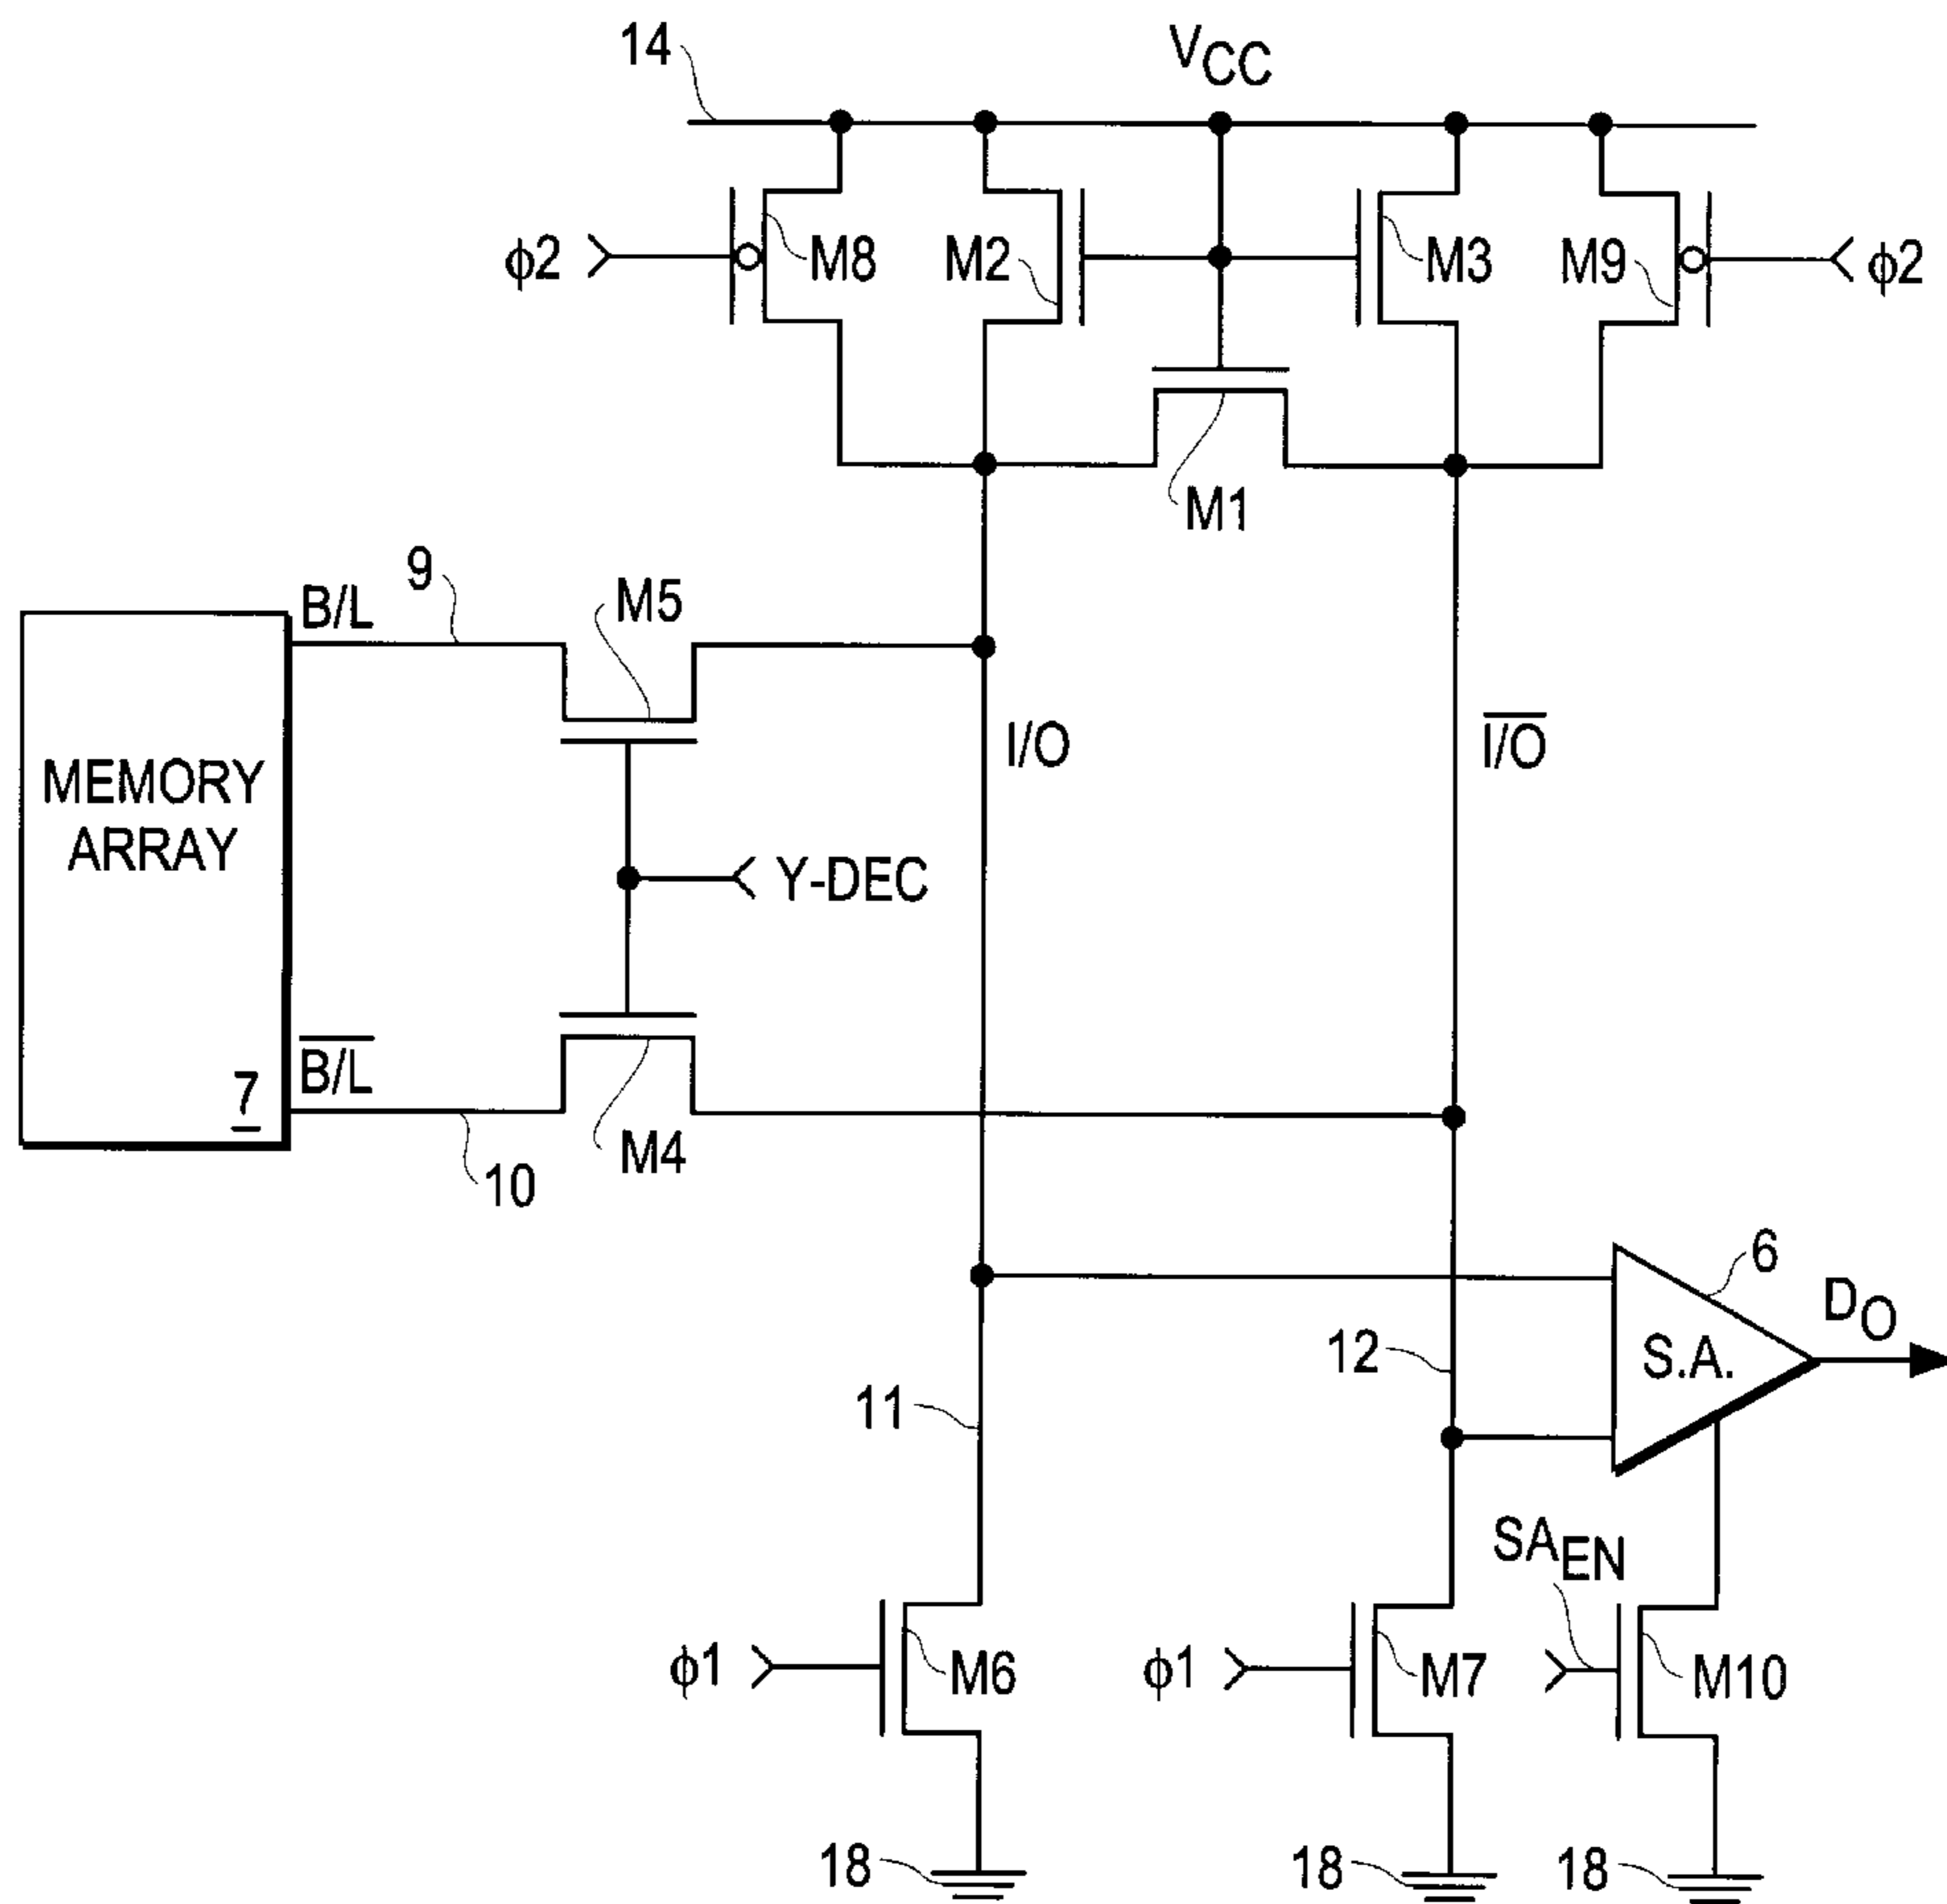 14
VCC
ϕ2
M8
M2
M3
M9
ϕ2
M1
9
B/L
M5
MEMORY
ARRAY
I/O
I/O
Y-DEC
7
B/L
10
M4
6
DO
S.A.
12
11
SAEN
ϕ1
M6
ϕ1
M7
M10
18
18
18